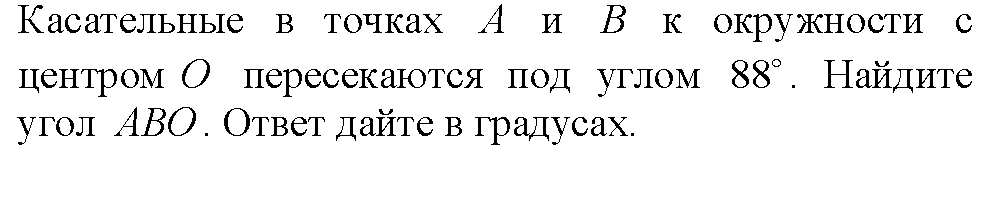 Касательные в точках A и B к окружности с
центром O пересекаются под углом 88°. Найдите
угол ABO. Ответ дайте в градусах.